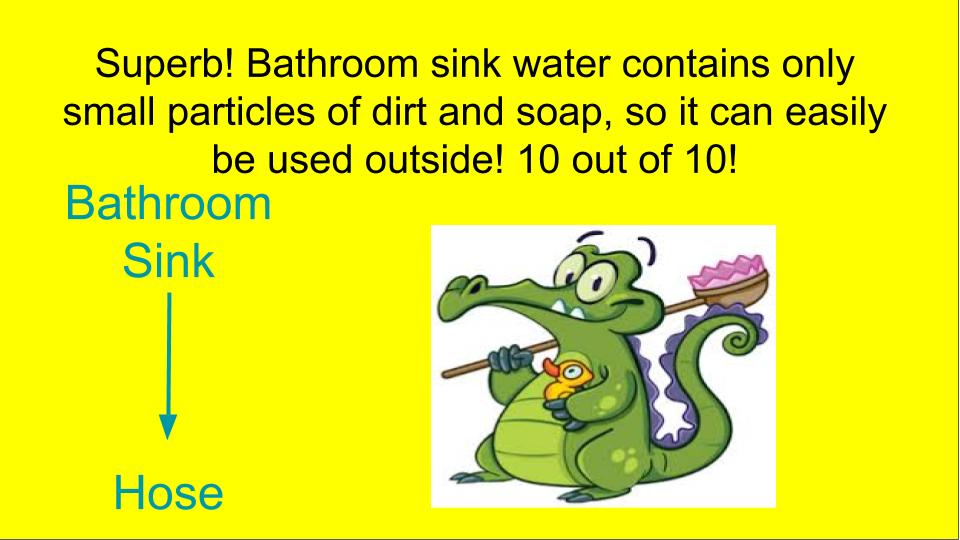 Superb! Bathroom sink water contains only
small particles of dirt and soap, so it can easily
be used outside! 10 out of 10!
Bathroom
Sink
Hose